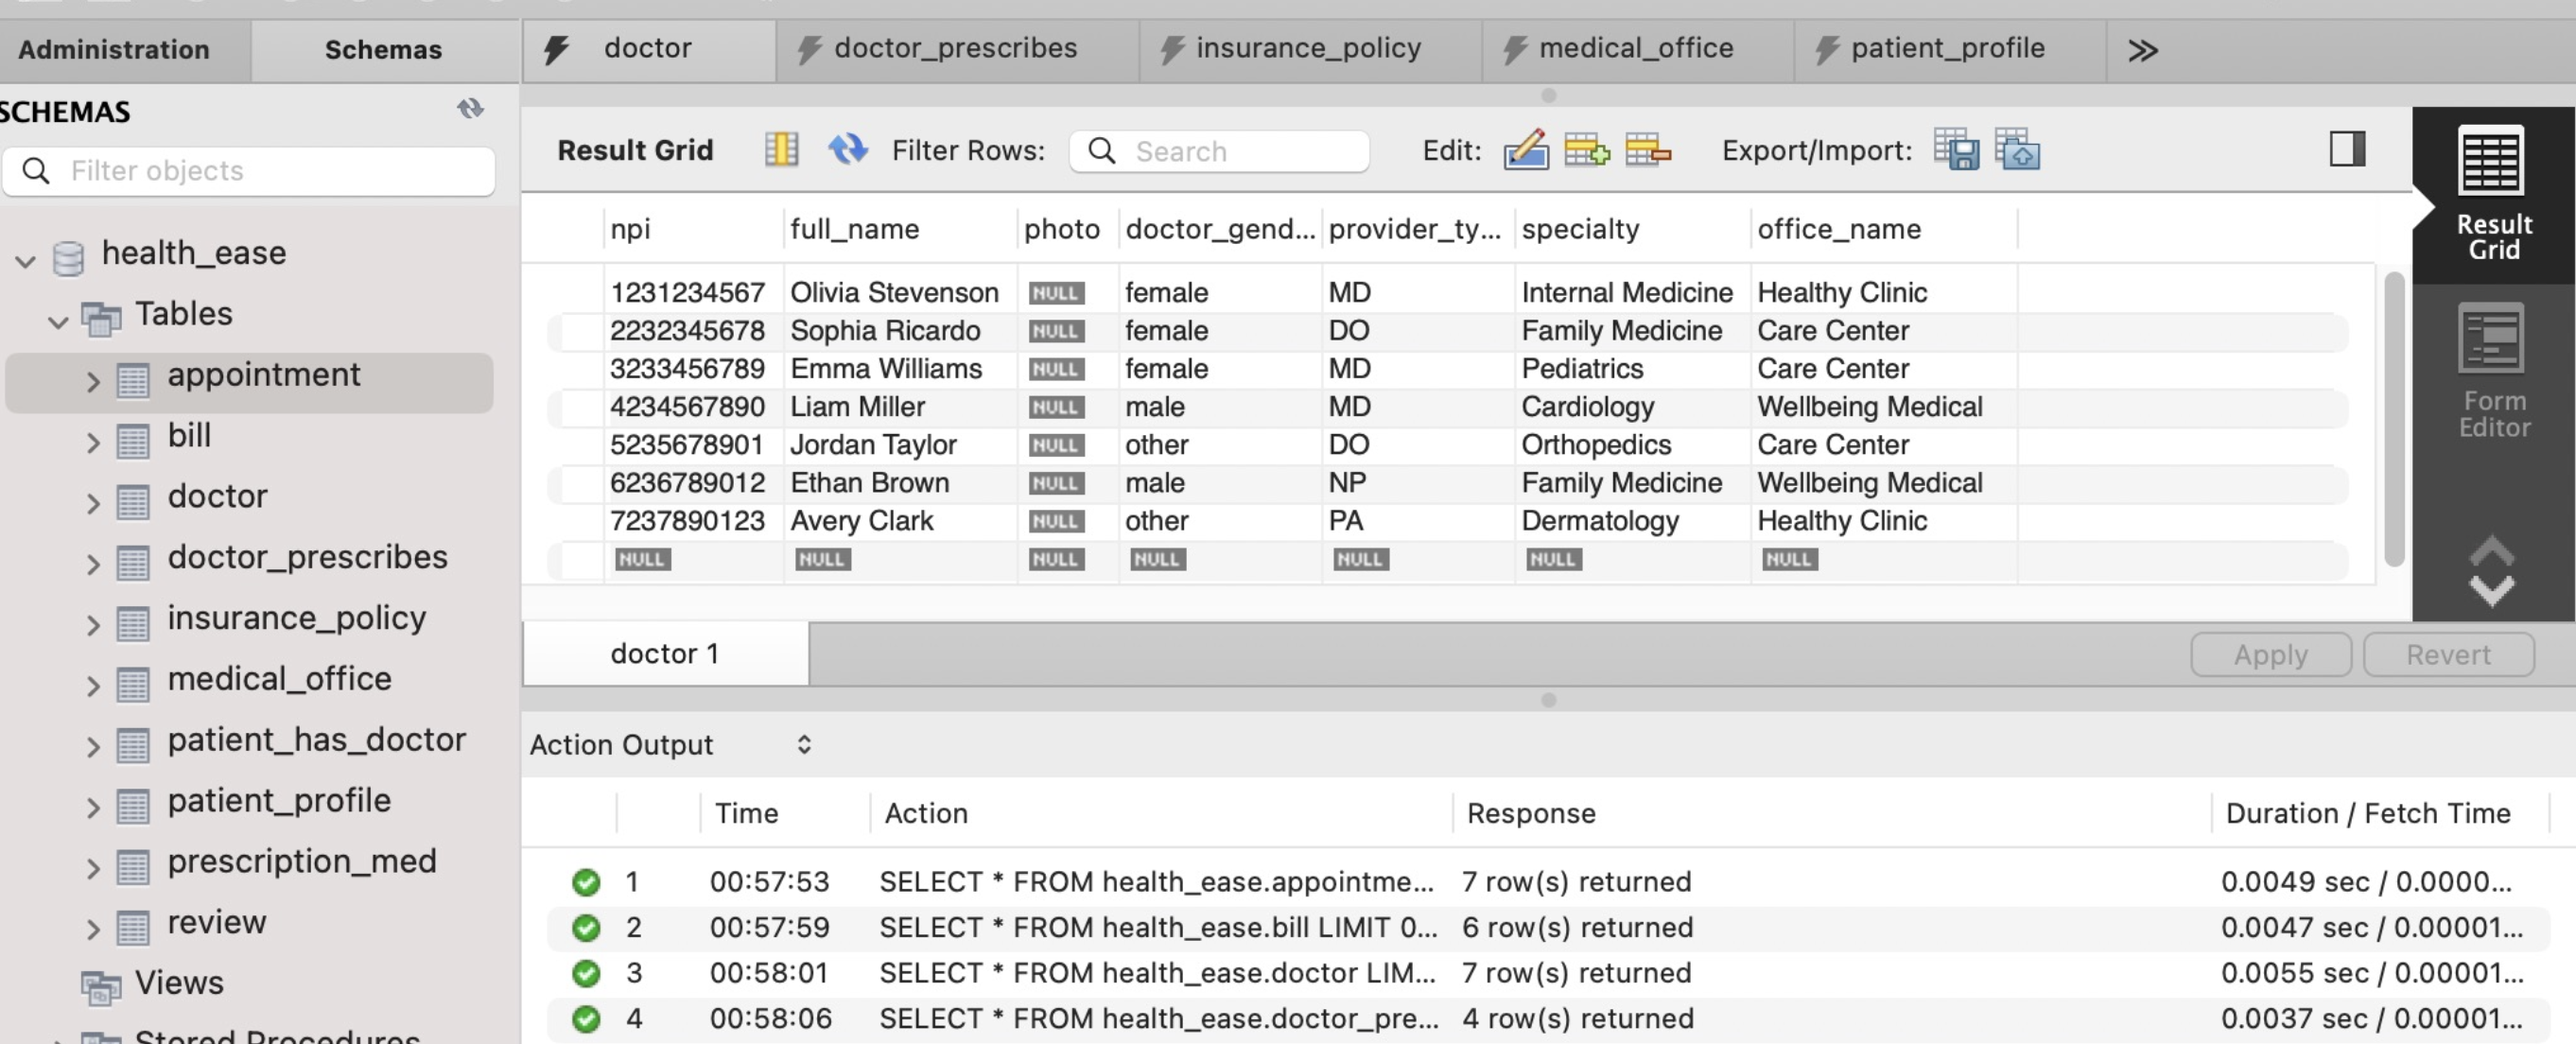 Administration Schemas
doctor doctor_prescribes insurance_policy medical_office patient_profile
SCHEMAS
Filter objects
health_ease
Tables
appointment
bill
doctor
doctor_prescribes
insurance_policy
medical_office
patient_has_doctor
patient_profile
prescription_med
review
Views
Stored Procedures
Result Grid Filter Rows: Search Edit: Export/Import:
npi full_name photo doctor_gend... provider_ty... specialty office_name
1231234567 Olivia Stevenson NULL female MD Internal Medicine Healthy Clinic
2232345678 Sophia Ricardo NULL female DO Family Medicine Care Center
3233456789 Emma Williams NULL female MD Pediatrics Care Center
4234567890 Liam Miller NULL male MD Cardiology Wellbeing Medical
5235678901 Jordan Taylor NULL other DO Orthopedics Care Center
6236789012 Ethan Brown NULL male NP Family Medicine Wellbeing Medical
7237890123 Avery Clark NULL other PA Dermatology Healthy Clinic
NULL NULL NULL NULL NULL NULL NULL
Result
Grid
Form
Editor
doctor 1 Apply Revert
Action Output
Time Action Response Duration / Fetch Time
1 00:57:53 SELECT * FROM health_ease.appointme... 7 row(s) returned 0.0049 sec / 0.0000...
2 00:57:59 SELECT * FROM health_ease.bill LIMIT 0... 6 row(s) returned 0.0047 sec / 0.00001...
3 00:58:01 SELECT * FROM health_ease.doctor LIM... 7 row(s) returned 0.0055 sec / 0.00001...
4 00:58:06 SELECT * FROM health_ease.doctor_pre... 4 row(s) returned 0.0037 sec / 0.00001...